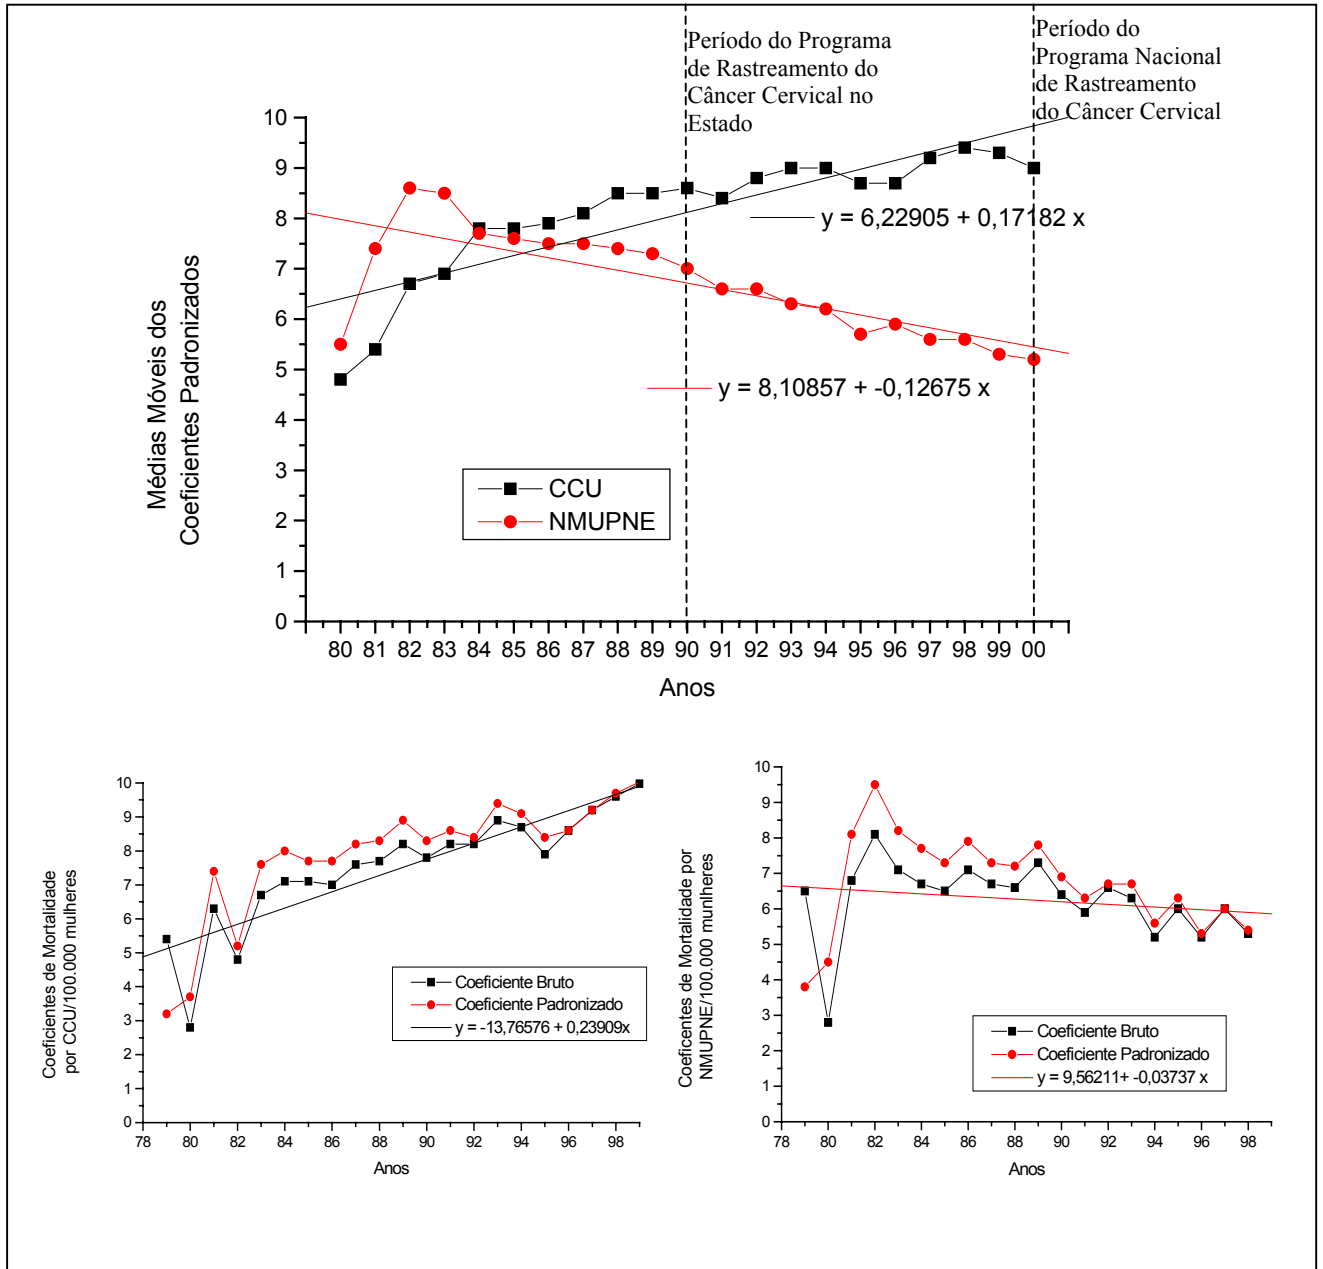 Período do Programa
de Rastreamento do
Câncer Cervical no
Estado
Período do
Programa Nacional
de Rastreamento
do Câncer Cervical
Médias Móveis dos
Coeficientes Padronizados
10
9
8
7
6
5
4
3
2
1
0
y = 6,22905 + 0,17182 x
y = 8,10857 + -0,12675 x
CCU
NMUPNE
80 81 82 83 84 85 86 87 88 89 90 91 92 93 94 95 96 97 98 99 00
Anos
Coeficientes de Mortalidade
por CCU/100.000 mulheres
10
9
8
7
6
5
4
3
2
1
0
Coeficiente Bruto
Coeficiente Padronizado
y = -13,76576 + 0,23909x
78 80 82 84 86 88 90 92 94 96 98
Anos
Coeficentes de Mortalidade por
NMUPNE/100.000 munlheres
10
9
8
7
6
5
4
3
2
1
0
Coeficiente Bruto
Coeficiente Padronizado
y = 9,56211+ -0,03737 x
78 80 82 84 86 88 90 92 94 96 98
Anos